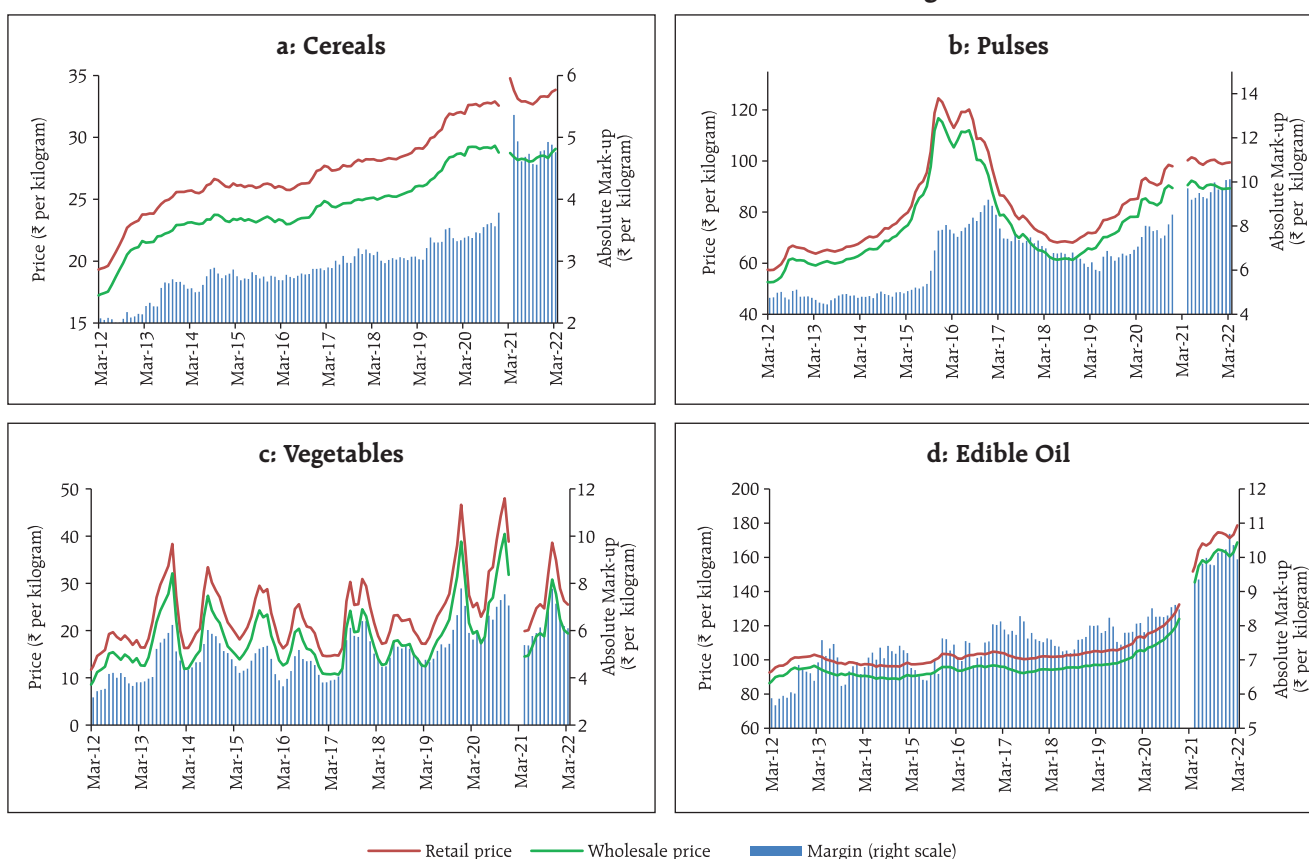 a: Cereals
Price (₹ per kilogram)
35
30
25
20
15
6
5
4
3
2
Absolute Mark-up
(₹ per kilogram)
Mar-12
Mar-13
Mar-14
Mar-15
Mar-16
Mar-17
Mar-18
Mar-19
Mar-20
Mar-21
Mar-22
b: Pulses
Price (₹ per kilogram)
120
100
80
60
40
14
12
10
8
6
4
Absolute Mark-up
(₹ per kilogram)
Mar-12
Mar-13
Mar-14
Mar-15
Mar-16
Mar-17
Mar-18
Mar-19
Mar-20
Mar-21
Mar-22
c: Vegetables
Price (₹ per kilogram)
50
40
30
20
10
0
12
10
8
6
4
2
Absolute Mark-up
(₹ per kilogram)
Mar-12
Mar-13
Mar-14
Mar-15
Mar-16
Mar-17
Mar-18
Mar-19
Mar-20
Mar-21
Mar-22
d: Edible Oil
Price (₹ per kilogram)
200
180
160
140
120
100
80
60
12
11
10
9
8
7
6
5
Absolute Mark-up
(₹ per kilogram)
Mar-12
Mar-13
Mar-14
Mar-15
Mar-16
Mar-17
Mar-18
Mar-19
Mar-20
Mar-21
Mar-22
Retail price Wholesale price Margin (right scale)